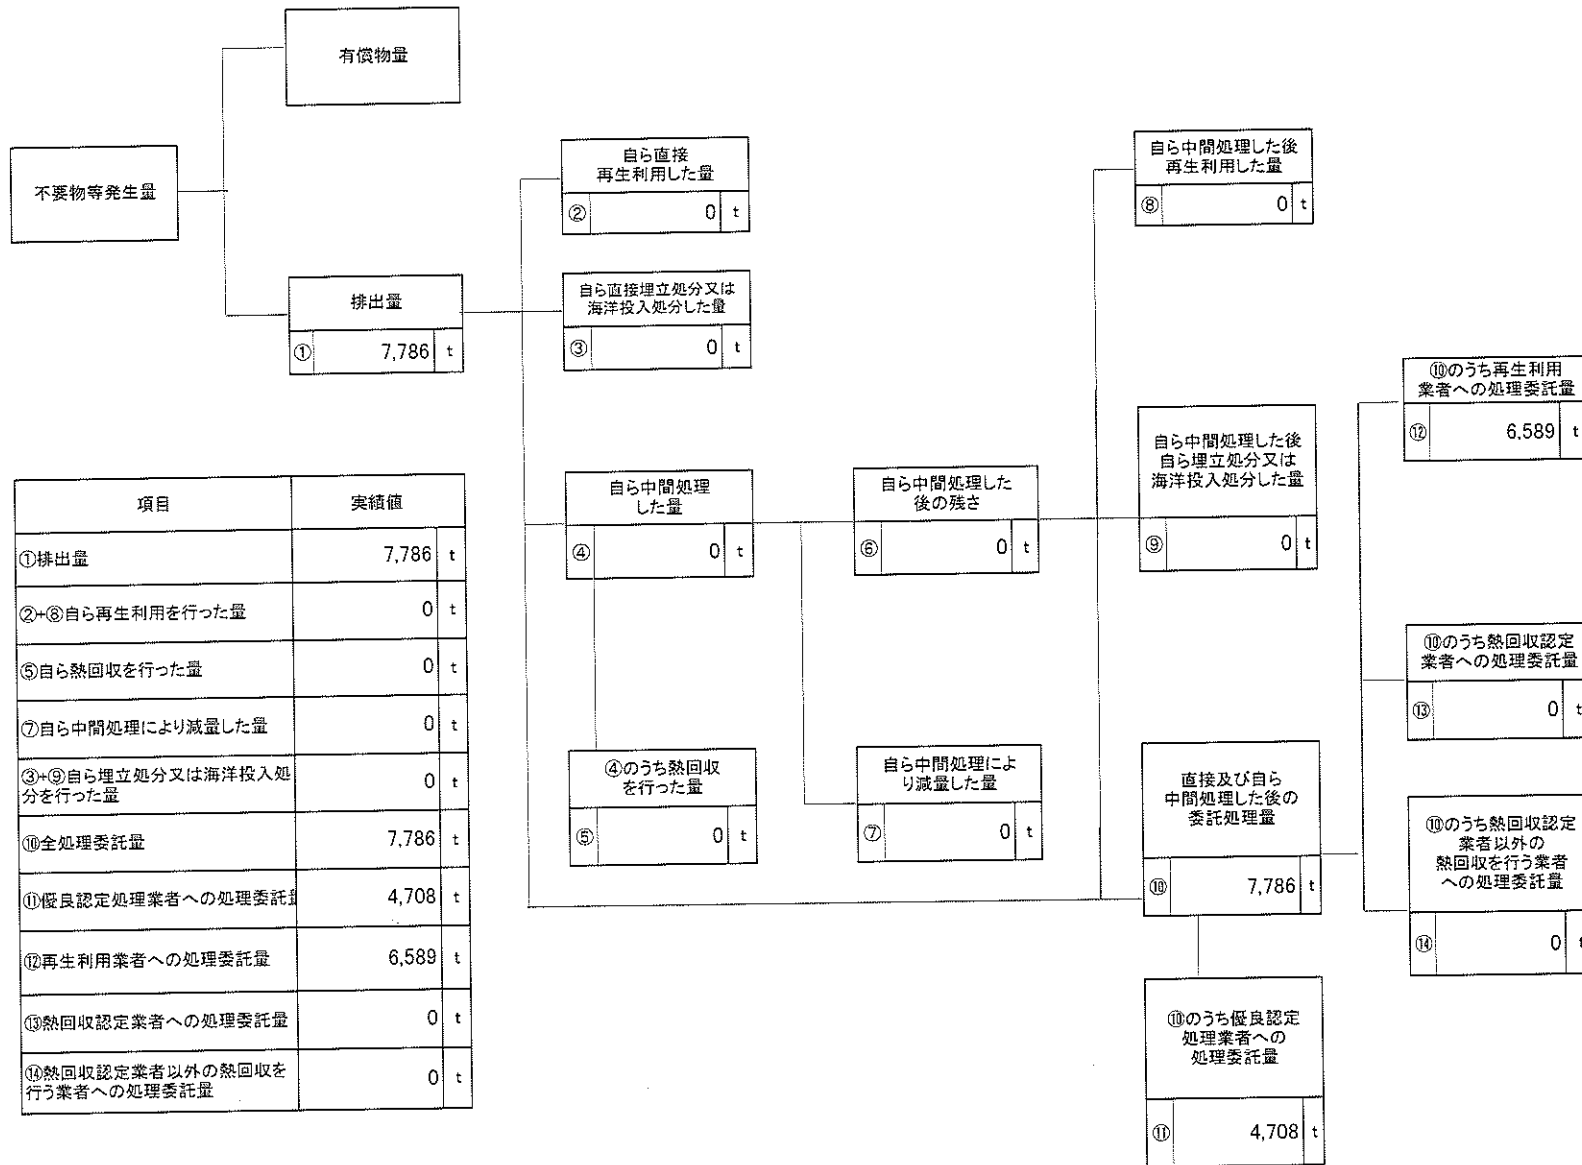 有償物量
不要物等発生量
排出量
① 7,786 t
自ら直接
再生利用した量
② 0 t
自ら直接埋立処分又は
海洋投入処分した量
③ 0 t
自ら中間処理
した量
④ 0 t
④のうち熱回収
を行った量
⑤ 0 t
自ら中間処理した
後の残さ
⑥ 0 t
自ら中間処理によ
り減量した量
⑦ 0 t
自ら中間処理した後
再生利用した量
⑧ 0 t
自ら中間処理した後
自ら埋立処分又は
海洋投入処分した量
⑨ 0 t
直接及び自ら
中間処理した後の
委託処理量
⑩ 7,786 t
⑩のうち優良認定
処理業者への
処理委託量
⑪ 4,708 t
⑩のうち再生利用
業者への処理委託量
⑫ 6,589 t
⑩のうち熱回収認定
業者への処理委託量
⑬ 0 t
⑩のうち熱回収認定
業者以外の
熱回収を行う業者
への処理委託量
⑭ 0 t
項目 実績値
①排出量 7,786 t
②+⑧自ら再生利用を行った量 0 t
⑤自ら熱回収を行った量 0 t
⑦自ら中間処理により減量した量 0 t
③+⑨自ら埋立処分又は海洋投入処
分を行った量 0 t
⑩全処理委託量 7,786 t
⑪優良認定処理業者への処理委託量 4,708 t
⑫再生利用業者への処理委託量 6,589 t
⑬熱回収認定業者への処理委託量 0 t
⑭熱回収認定業者以外の熱回収を
行う業者への処理委託量 0 t